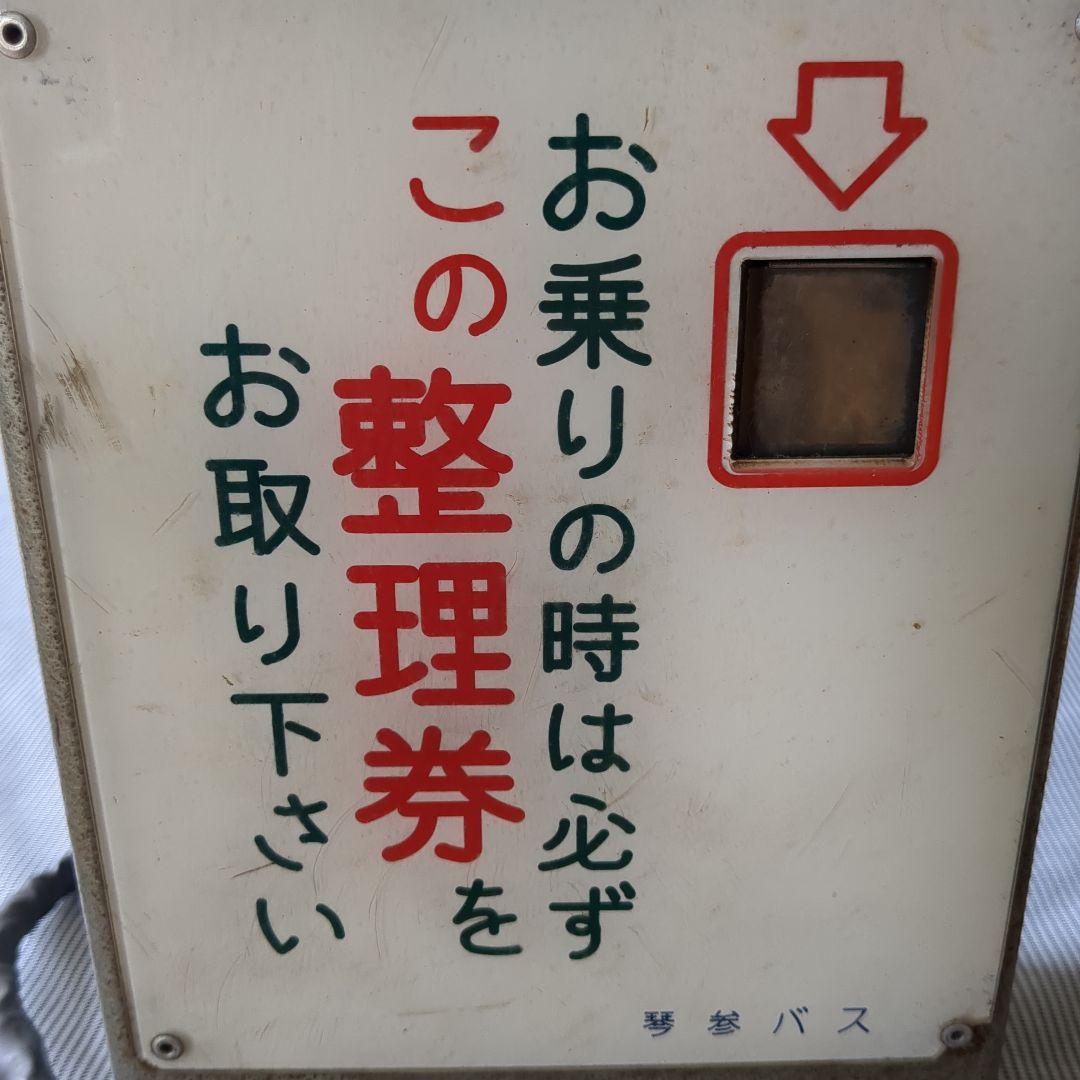 お乗りの時は必ず
この整理券を
お取り下さい
琴参バス